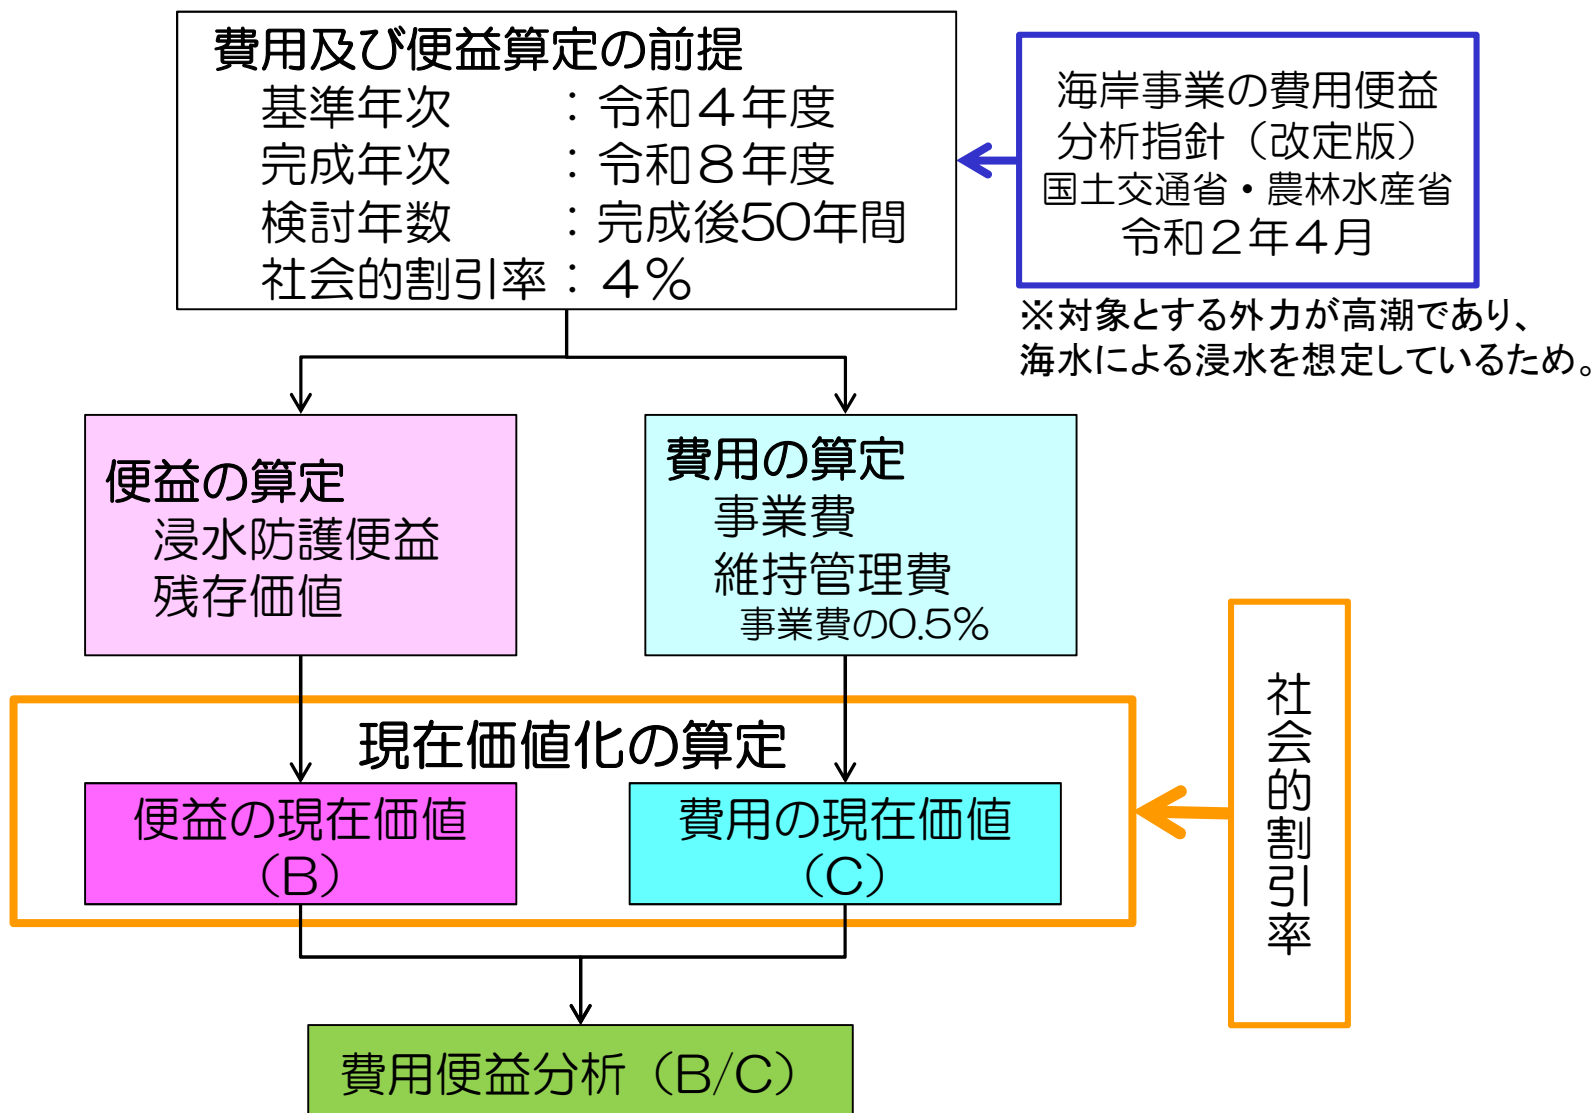 費用及び便益算定の前提
基準年次　　：令和４年度
完成年次　　：令和８年度
検討年数　　：完成後50年間
社会的割引率：４％
海岸事業の費用便益
分析指針（改定版）
国土交通省・農林水産省
令和２年４月
※対象とする外力が高潮であり、
海水による浸水を想定しているため。
便益の算定
浸水防護便益
残存価値
費用の算定
事業費
維持管理費
事業費の0.5％
現在価値化の算定
便益の現在価値
（B）
費用の現在価値
（C）
社会的割引率
費用便益分析（B/C）